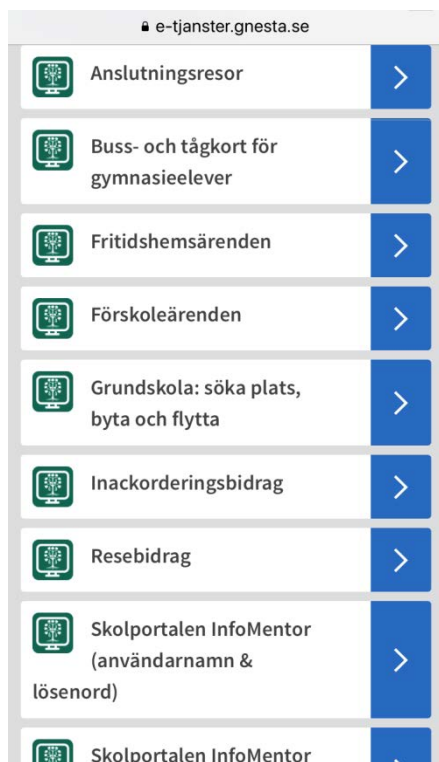 e-tjanster.gnesta.se
Anslutningsresor
Buss- och tågkort för
gymnasieelever
Fritidshemsärenden
Förskoleärenden
Grundskola: söka plats,
byta och flytta
Inackorderingsbidrag
Resebidrag
Skolportalen InfoMentor
(användarnamn &
lösenord)
Skolportalen InfoMentor